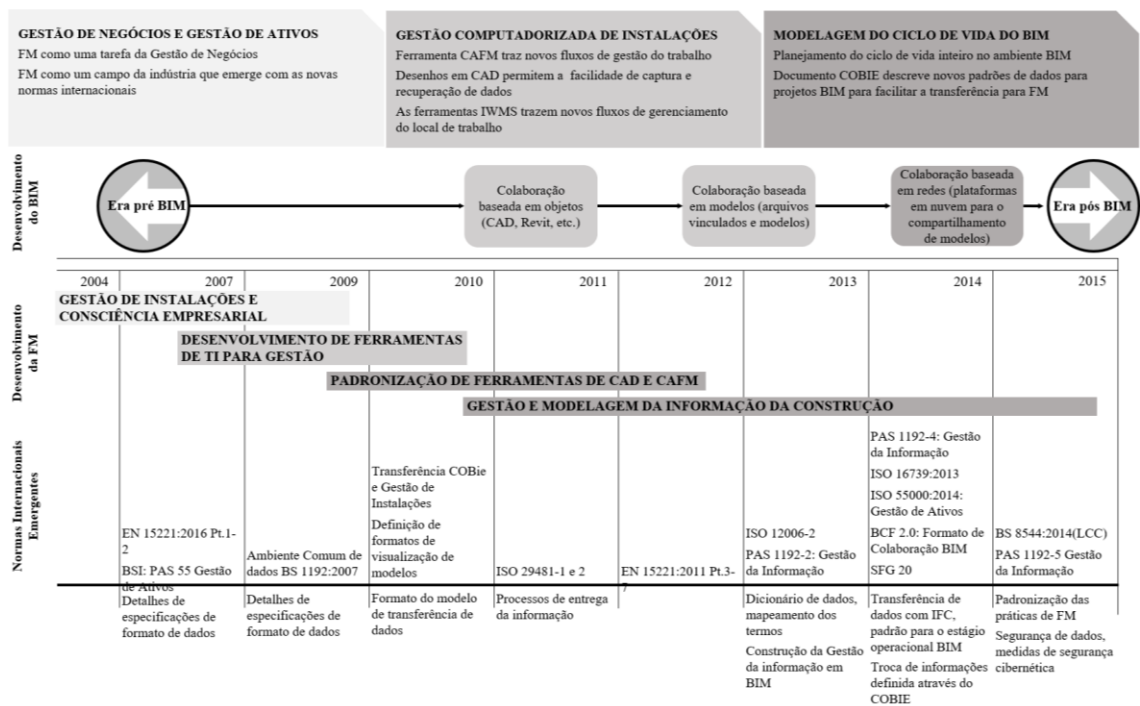 GESTÃO DE NEGÓCIOS E GESTÃO DE ATIVOS
FM como uma tarefa da Gestão de Negócios
FM como um campo da indústria que emerge com as novas
normas internacionais
GESTÃO COMPUTADORIZADA DE INSTALAÇÕES
Ferramenta CAFM traz novos fluxos de gestão do trabalho
Desenhos em CAD permitem a facilidade de captura e
recuperação de dados
As ferramentas IWMS trazem novos fluxos de gerenciamento
do local de trabalho
MODELAGEM DO CICLO DE VIDA DO BIM
Planejamento do ciclo de vida inteiro no ambiente BIM
Documento COBIE descreve novos padrões de dados para
projetos BIM para facilitar a transferência para FM
Desenvolvimento
do BIM
Era pré BIM
Colaboração
baseada em objetos
(CAD, Revit, etc.)
Colaboração baseada
em modelos (arquivos
vinculados e modelos)
Colaboração baseada
em redes (plataformas
em nuvem para o
compartilhamento
de modelos)
Era pós BIM
2004 2007 2009 2010 2011 2012 2013 2014 2015
Desenvolvimento
da FM
GESTÃO DE INSTALAÇÕES E
CONSCIÊNCIA EMPRESARIAL
DESENVOLVIMENTO DE FERRAMENTAS
DE TI PARA GESTÃO
PADRONIZAÇÃO DE FERRAMENTAS DE CAD E CAFM
GESTÃO E MODELAGEM DA INFORMAÇÃO DA CONSTRUÇÃO
Normas Internacionais
Emergentes
EN 15221:2016 Pt.1-
2
BSI: PAS 55 Gestão
de Ativos
Ambiente Comum de
dados BS 1192:2007
Transferência COBie
e Gestão de
Instalações
Definição de
formatos de
visualização de
modelos
ISO 29481-1 e 2
EN 15221:2011 Pt.3-
7
ISO 12006-2
PAS 1192-2: Gestão
da Informação
PAS 1192-4: Gestão
da Informação
ISO 16739:2013
ISO 55000:2014:
Gestão de Ativos
BCF 2.0: Formato de
Colaboração BIM
SFG 20
BS 8544:2014(LCC)
PAS 1192-5 Gestão
da Informação
Detalhes de
especificações de
formato de dados
Detalhes de
especificações de
formato de dados
Formato do modelo
de transferência de
dados
Processos de entrega
da informação
Dicionário de dados,
mapeamento dos
termos
Construção da Gestão
da informação em
BIM
Transferência de
dados com IFC,
padrão para o estágio
operacional BIM
Troca de informações
definida através do
COBIE
Padronização das
práticas de FM
Segurança de dados,
medidas de segurança
cibernética